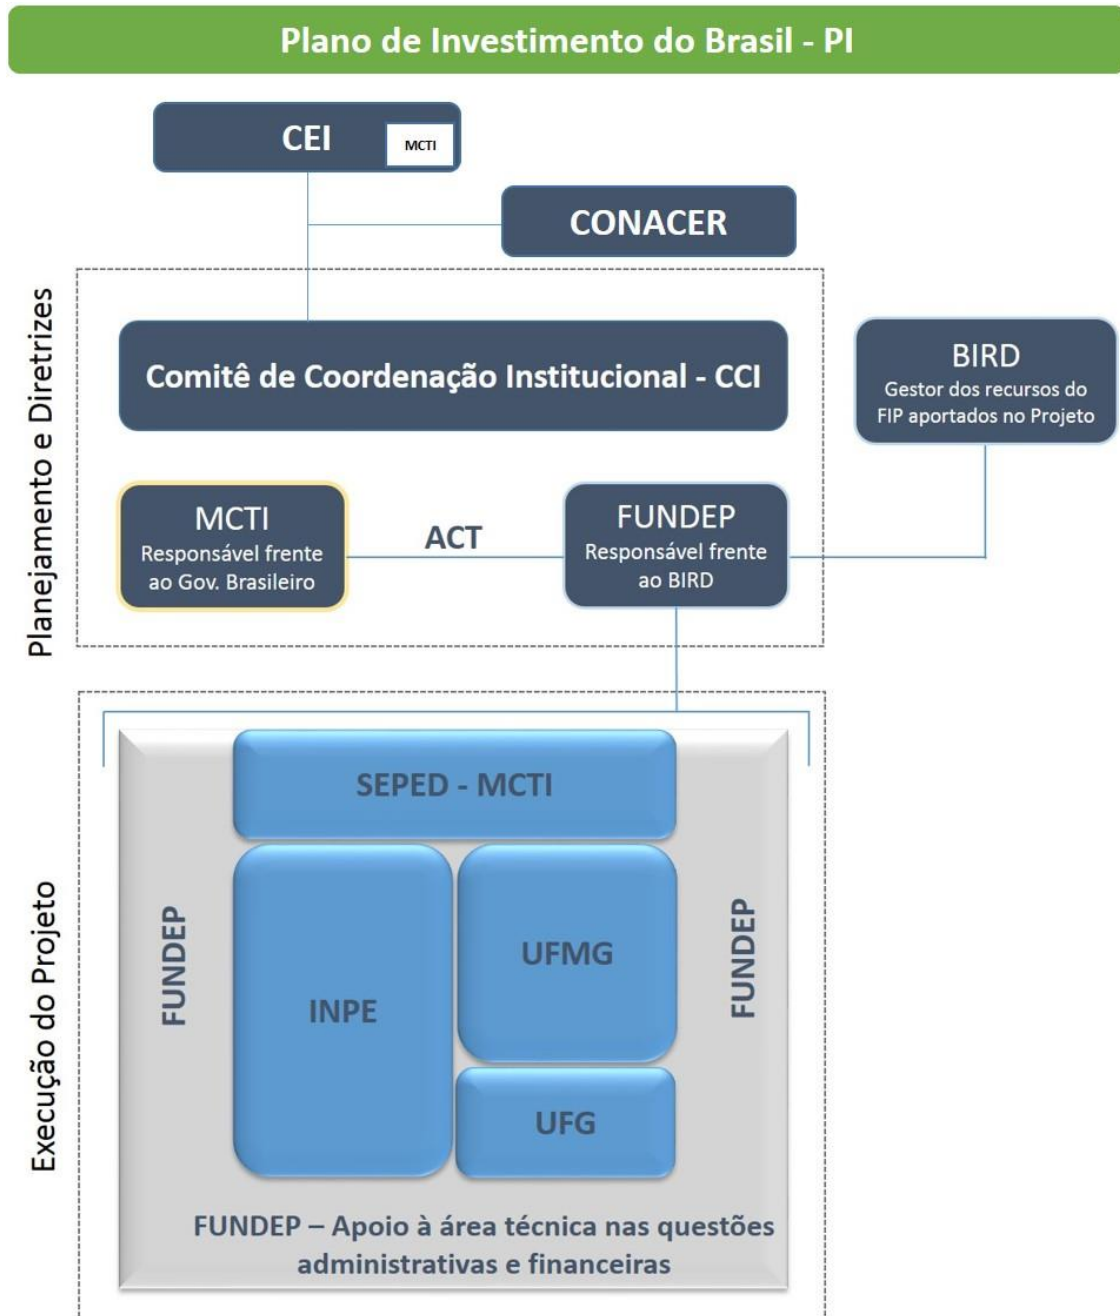 Plano de Investimento do Brasil - PI
CEI
MCTI
CONACER
Planejamento e Diretrizes
Comitê de Coordenação Institucional - CCI
BIRD
Gestor dos recursos do
FIP aportados no Projeto
MCTI
Responsável frente
ao Gov. Brasileiro
ACT
FUNDEP
Responsável frente
ao BIRD
Execução do Projeto
SEPED - MCTI
FUNDEP
INPE
UFMG
UFG
FUNDEP
FUNDEP – Apoio à área técnica nas questões
administrativas e financeiras